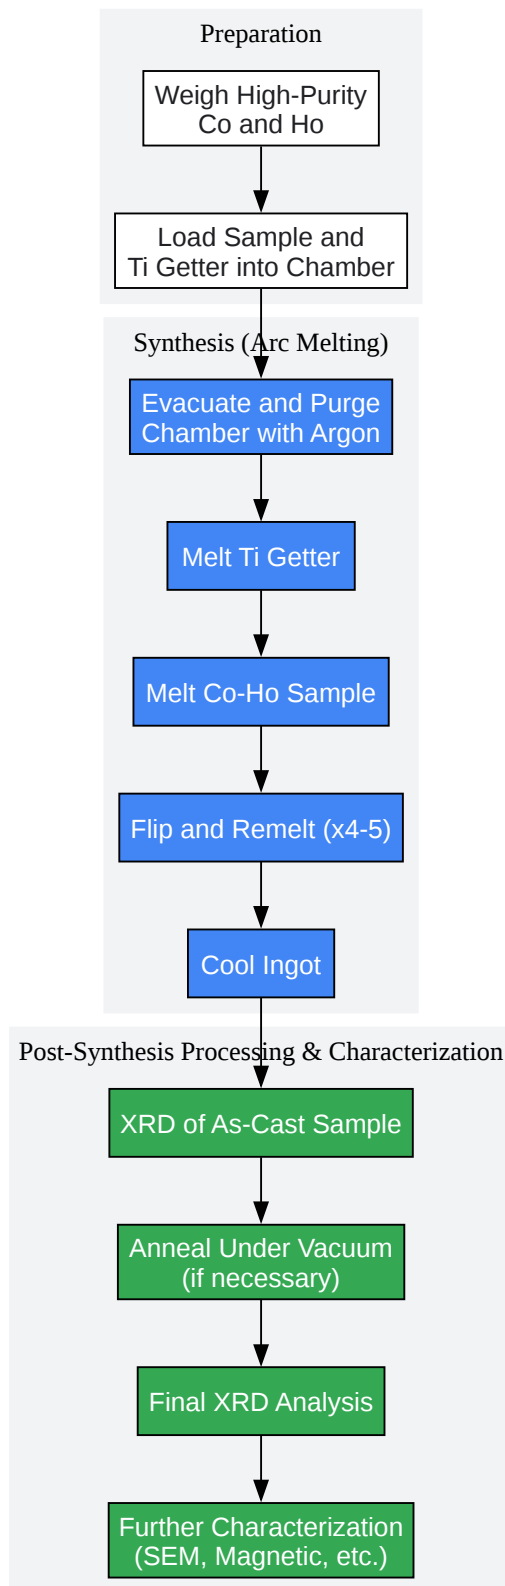 Preparation
Weigh High-Purity
Co and Ho
Load Sample and
Ti Getter into Chamber
Synthesis (Arc Melting)
Evacuate and Purge
Chamber with Argon
Melt Ti Getter
Melt Co-Ho Sample
Flip and Remelt (x4-5)
Cool Ingot
Post-Synthesis Processing & Characterization
XRD of As-Cast Sample
Anneal Under Vacuum
(if necessary)
Final XRD Analysis
Further Characterization
(SEM, Magnetic, etc.)